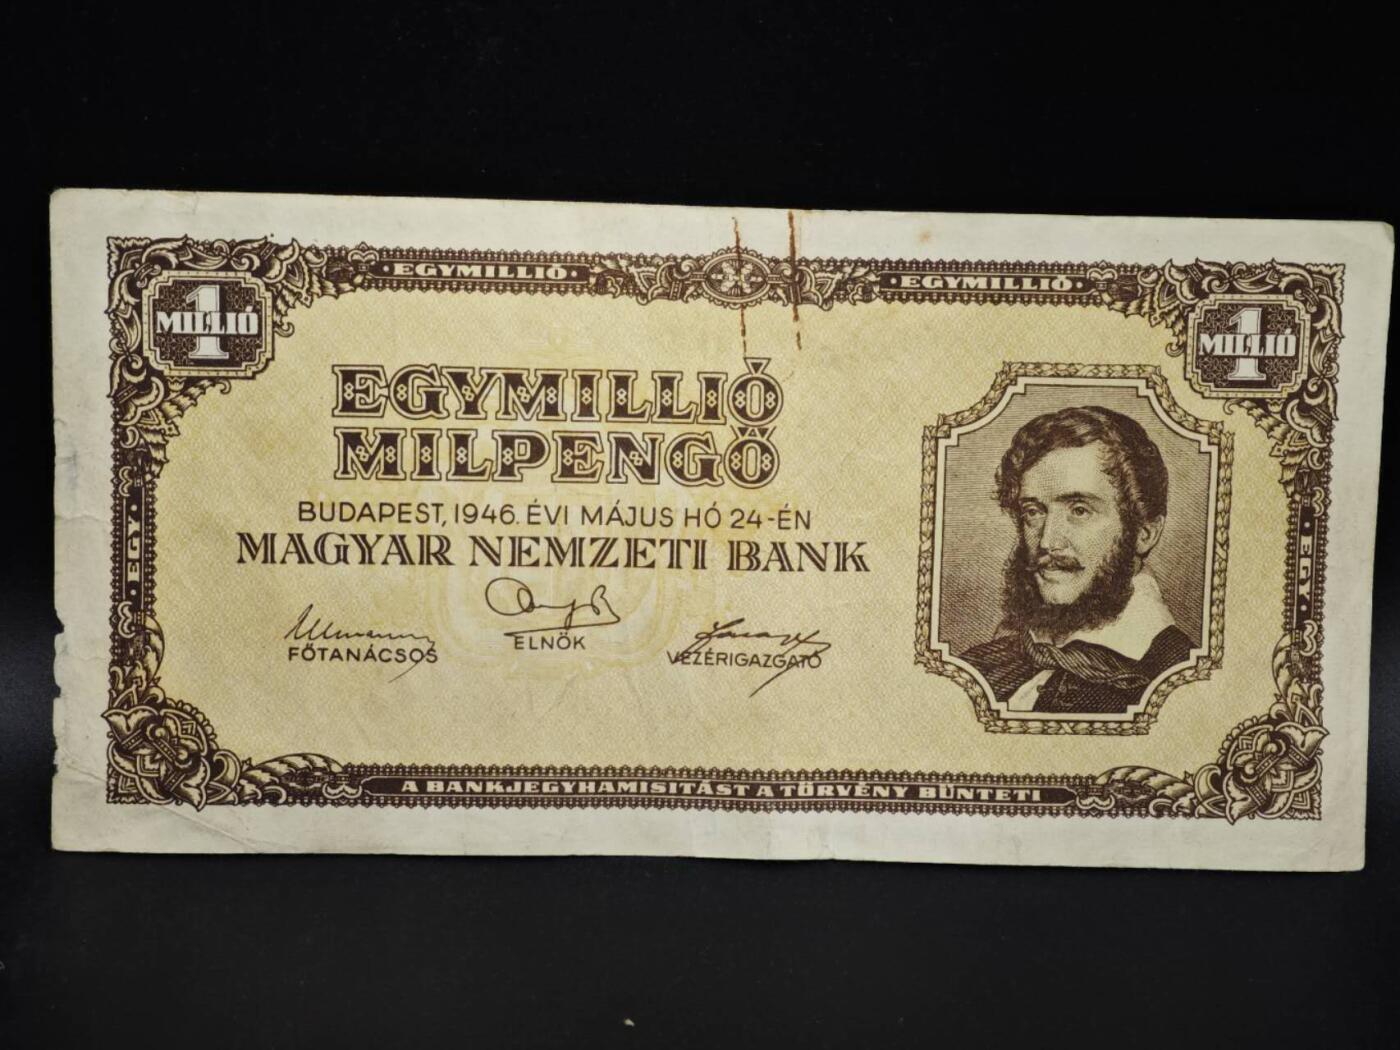 · EGYMILLIÓ ·
· EGYMILLIÓ ·
1
MILLIÓ
1
MILLIÓ
EGYMILLIÓ
MILPENGŐ
BUDAPEST, 1946. ÉVI MÁJUS HÓ 24-ÉN
MAGYAR NEMZETI BANK
FŐTANÁCSOS
ELNÖK
VEZÉRIGAZGATÓ
· EGY ·
· EGY ·
A BANKJEGYHAMISITÁST A TÖRVÉNY BÜNTETI